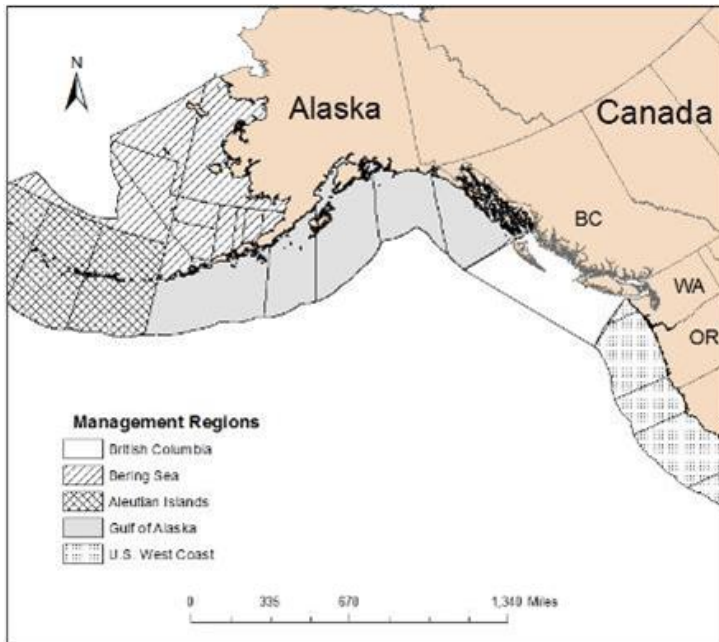 N
Alaska
Canada
BC
WA
OR
Management Regions
British Columbia
Bering Sea
Aleutian Islands
Gulf of Alaska
U.S. West Coast
0 335 670 1,340 Miles